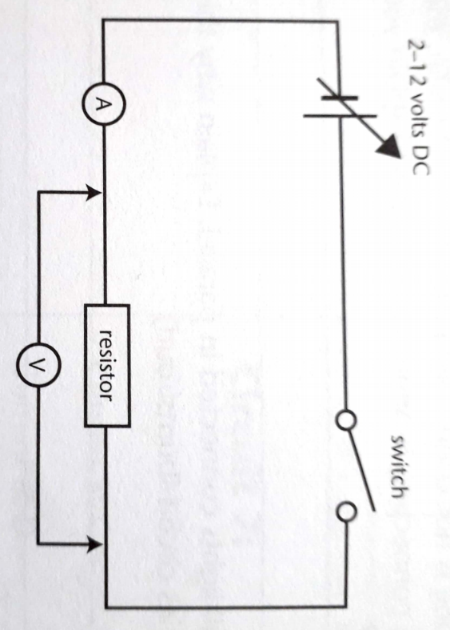 2–12 volts DC
switch
A
resistor
V